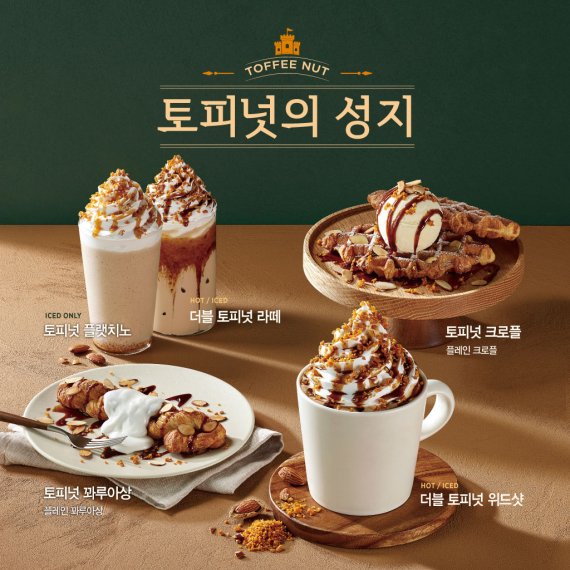 TOFFEE NUT
토피넛의 성지
ICED ONLY
토피넛 플랫치노
HOT / ICED
더블 토피넛 라떼
토피넛 크로플
플레인 크로플
토피넛 꽈루아상
플레인 꽈루아상
HOT / ICED
더블 토피넛 위드샷